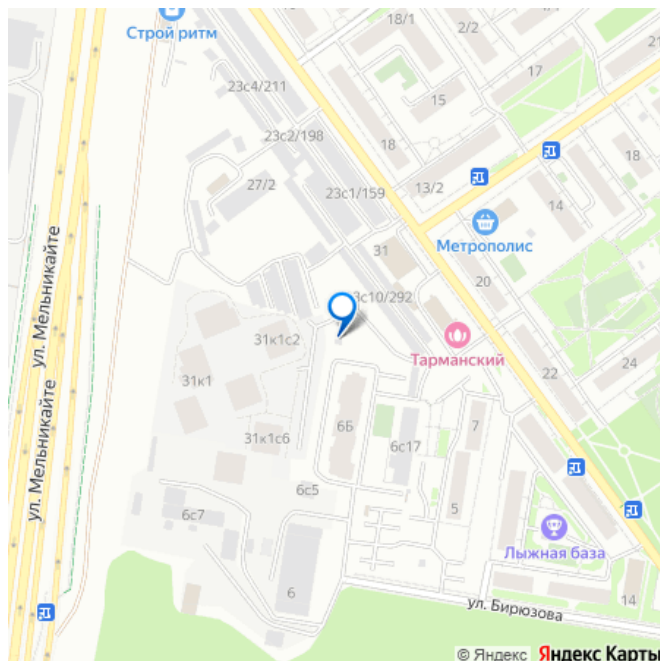 18/1
2/2
21
Строй ритм
17
23с4/211
15
23с2/198
18
18
27/2
23с1/159
13/2
14
Метрополис
ул. Мельникайте
31
20
3с10/292
31к1с2
Тарманский
24
22
31к1
ул. Мельникайте
6Б
7
31к1с6
6с17
6с5
5
6с7
Лыжная база
6
14
ул. Бирюзова
© Яндекс Яндекс Карты